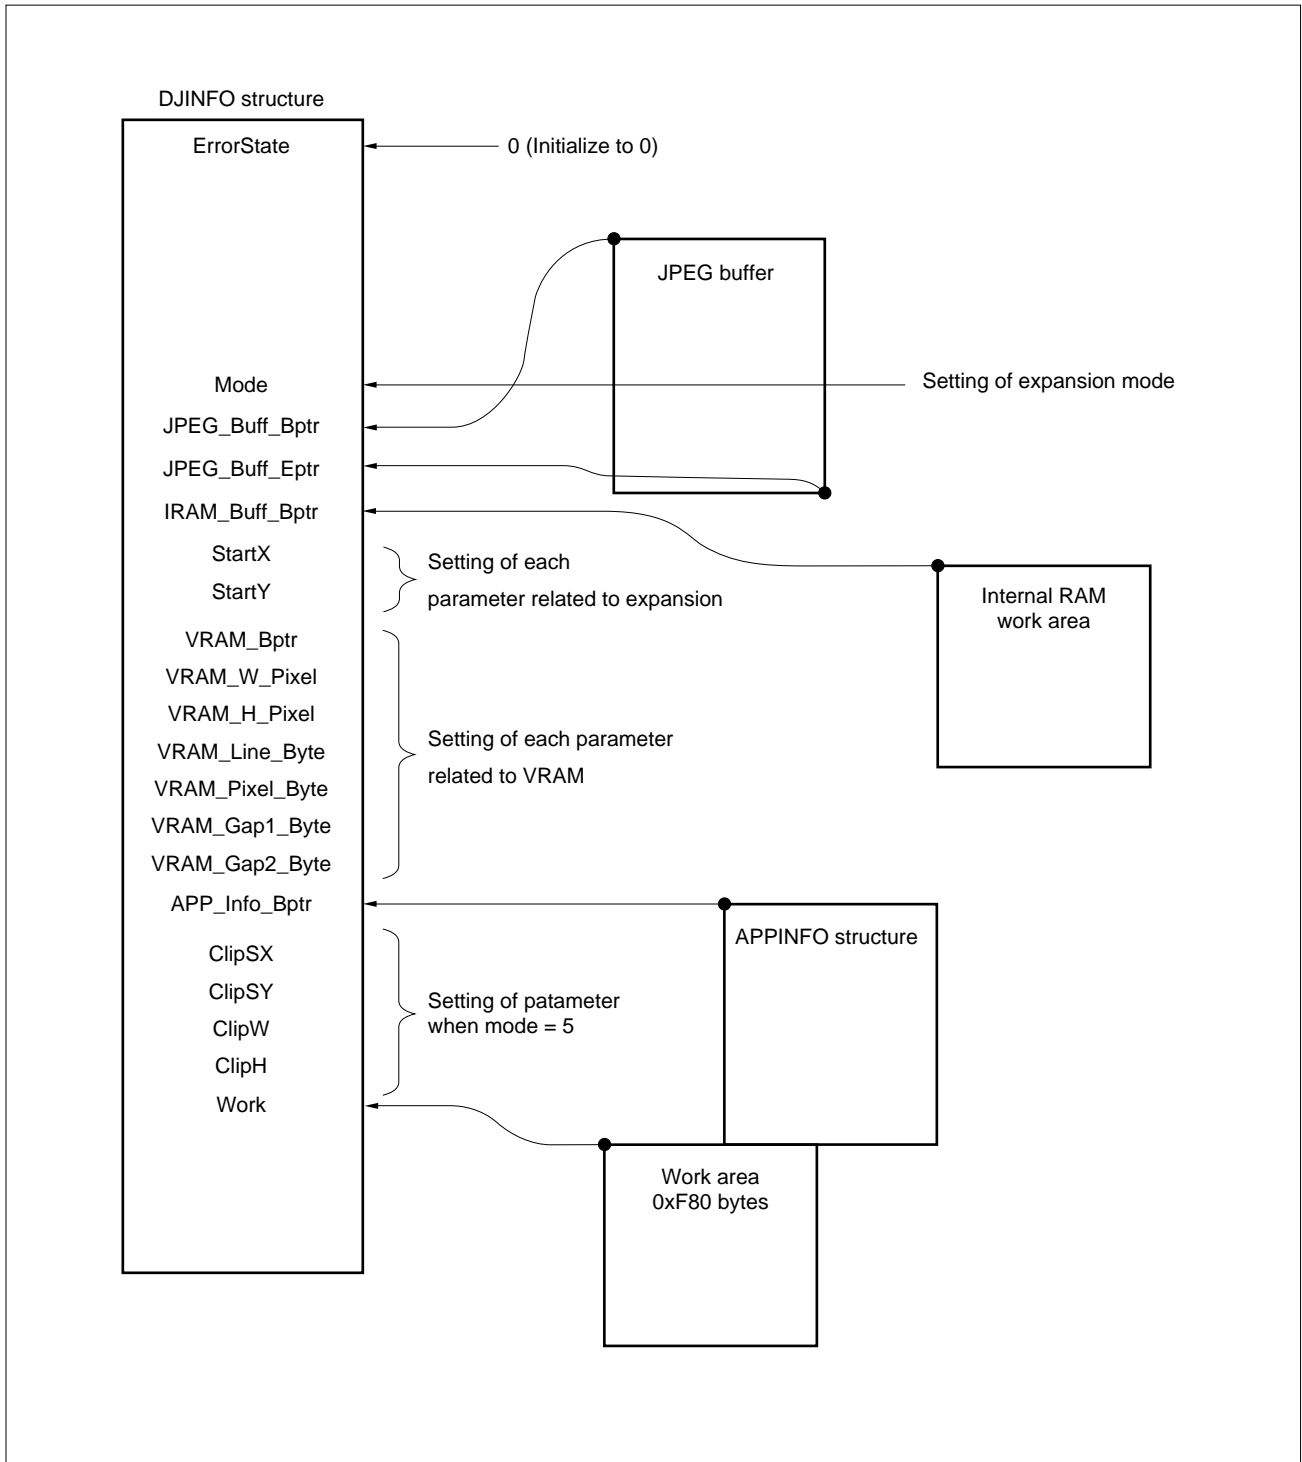 DJINFO structure
ErrorState
0 (Initialize to 0)
JPEG buffer
Mode
Setting of expansion mode
JPEG_Buff_Bptr
JPEG_Buff_Eptr
IRAM_Buff_Bptr
StartX
StartY
Setting of each
parameter related to expansion
Internal RAM
work area
VRAM_Bptr
VRAM_W_Pixel
VRAM_H_Pixel
VRAM_Line_Byte
VRAM_Pixel_Byte
VRAM_Gap1_Byte
VRAM_Gap2_Byte
Setting of each parameter
related to VRAM
APP_Info_Bptr
APPINFO structure
ClipSX
ClipSY
ClipW
ClipH
Setting of patameter
when mode = 5
Work
Work area
0xF80 bytes